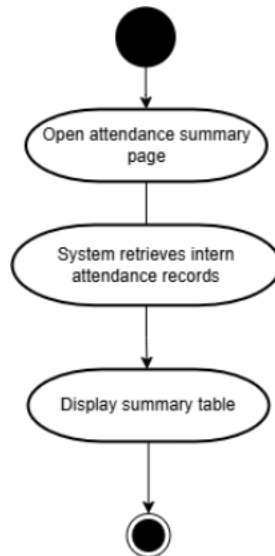 Open attendance summary
page
System retrieves intern
attendance records
Display summary table